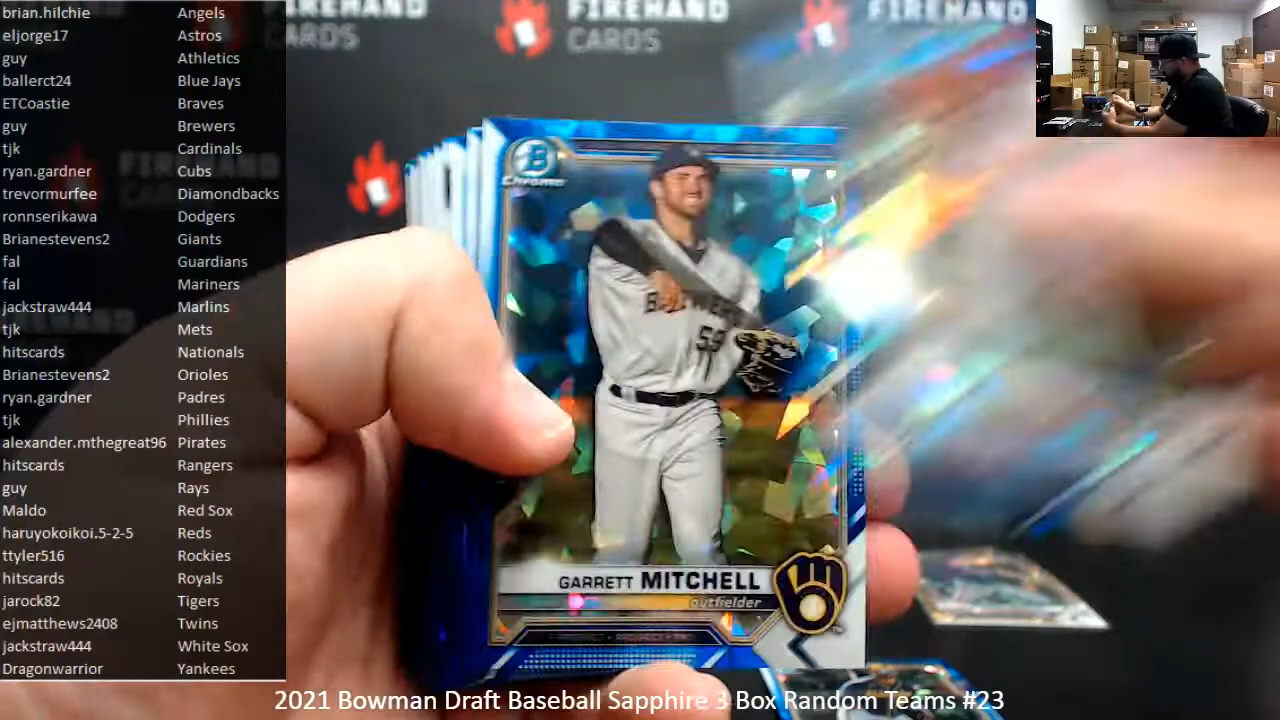 brian.hilchie Angels
eljorge17 Astros
guy Athletics
ballerct24 Blue Jays
ETCoastie Braves
guy Brewers
tjk Cardinals
ryan.gardner Cubs
trevormurfee Diamondbacks
ronnserikawa Dodgers
Brianestevens2 Giants
fal Guardians
fal Mariners
jackstraw444 Marlins
tjk Mets
hitscards Nationals
Brianestevens2 Orioles
ryan.gardner Padres
tjk Phillies
alexander.mthegreat96 Pirates
hitscards Rangers
guy Rays
Maldo Red Sox
haruyokoikoi.5-2-5 Reds
ttyler516 Rockies
hitscards Royals
jarock82 Tigers
ejmatthews2408 Twins
jackstraw444 White Sox
Dragonwarrior Yankees
FIREHAND
CARDS
FIREHAND
CARDS
FIREHAND
FIREHAND
CARDS
B
Chrome
59
GARRETT MITCHELL
outfielder
2021 Bowman Draft Baseball Sapphire 3 Box Random Teams #23